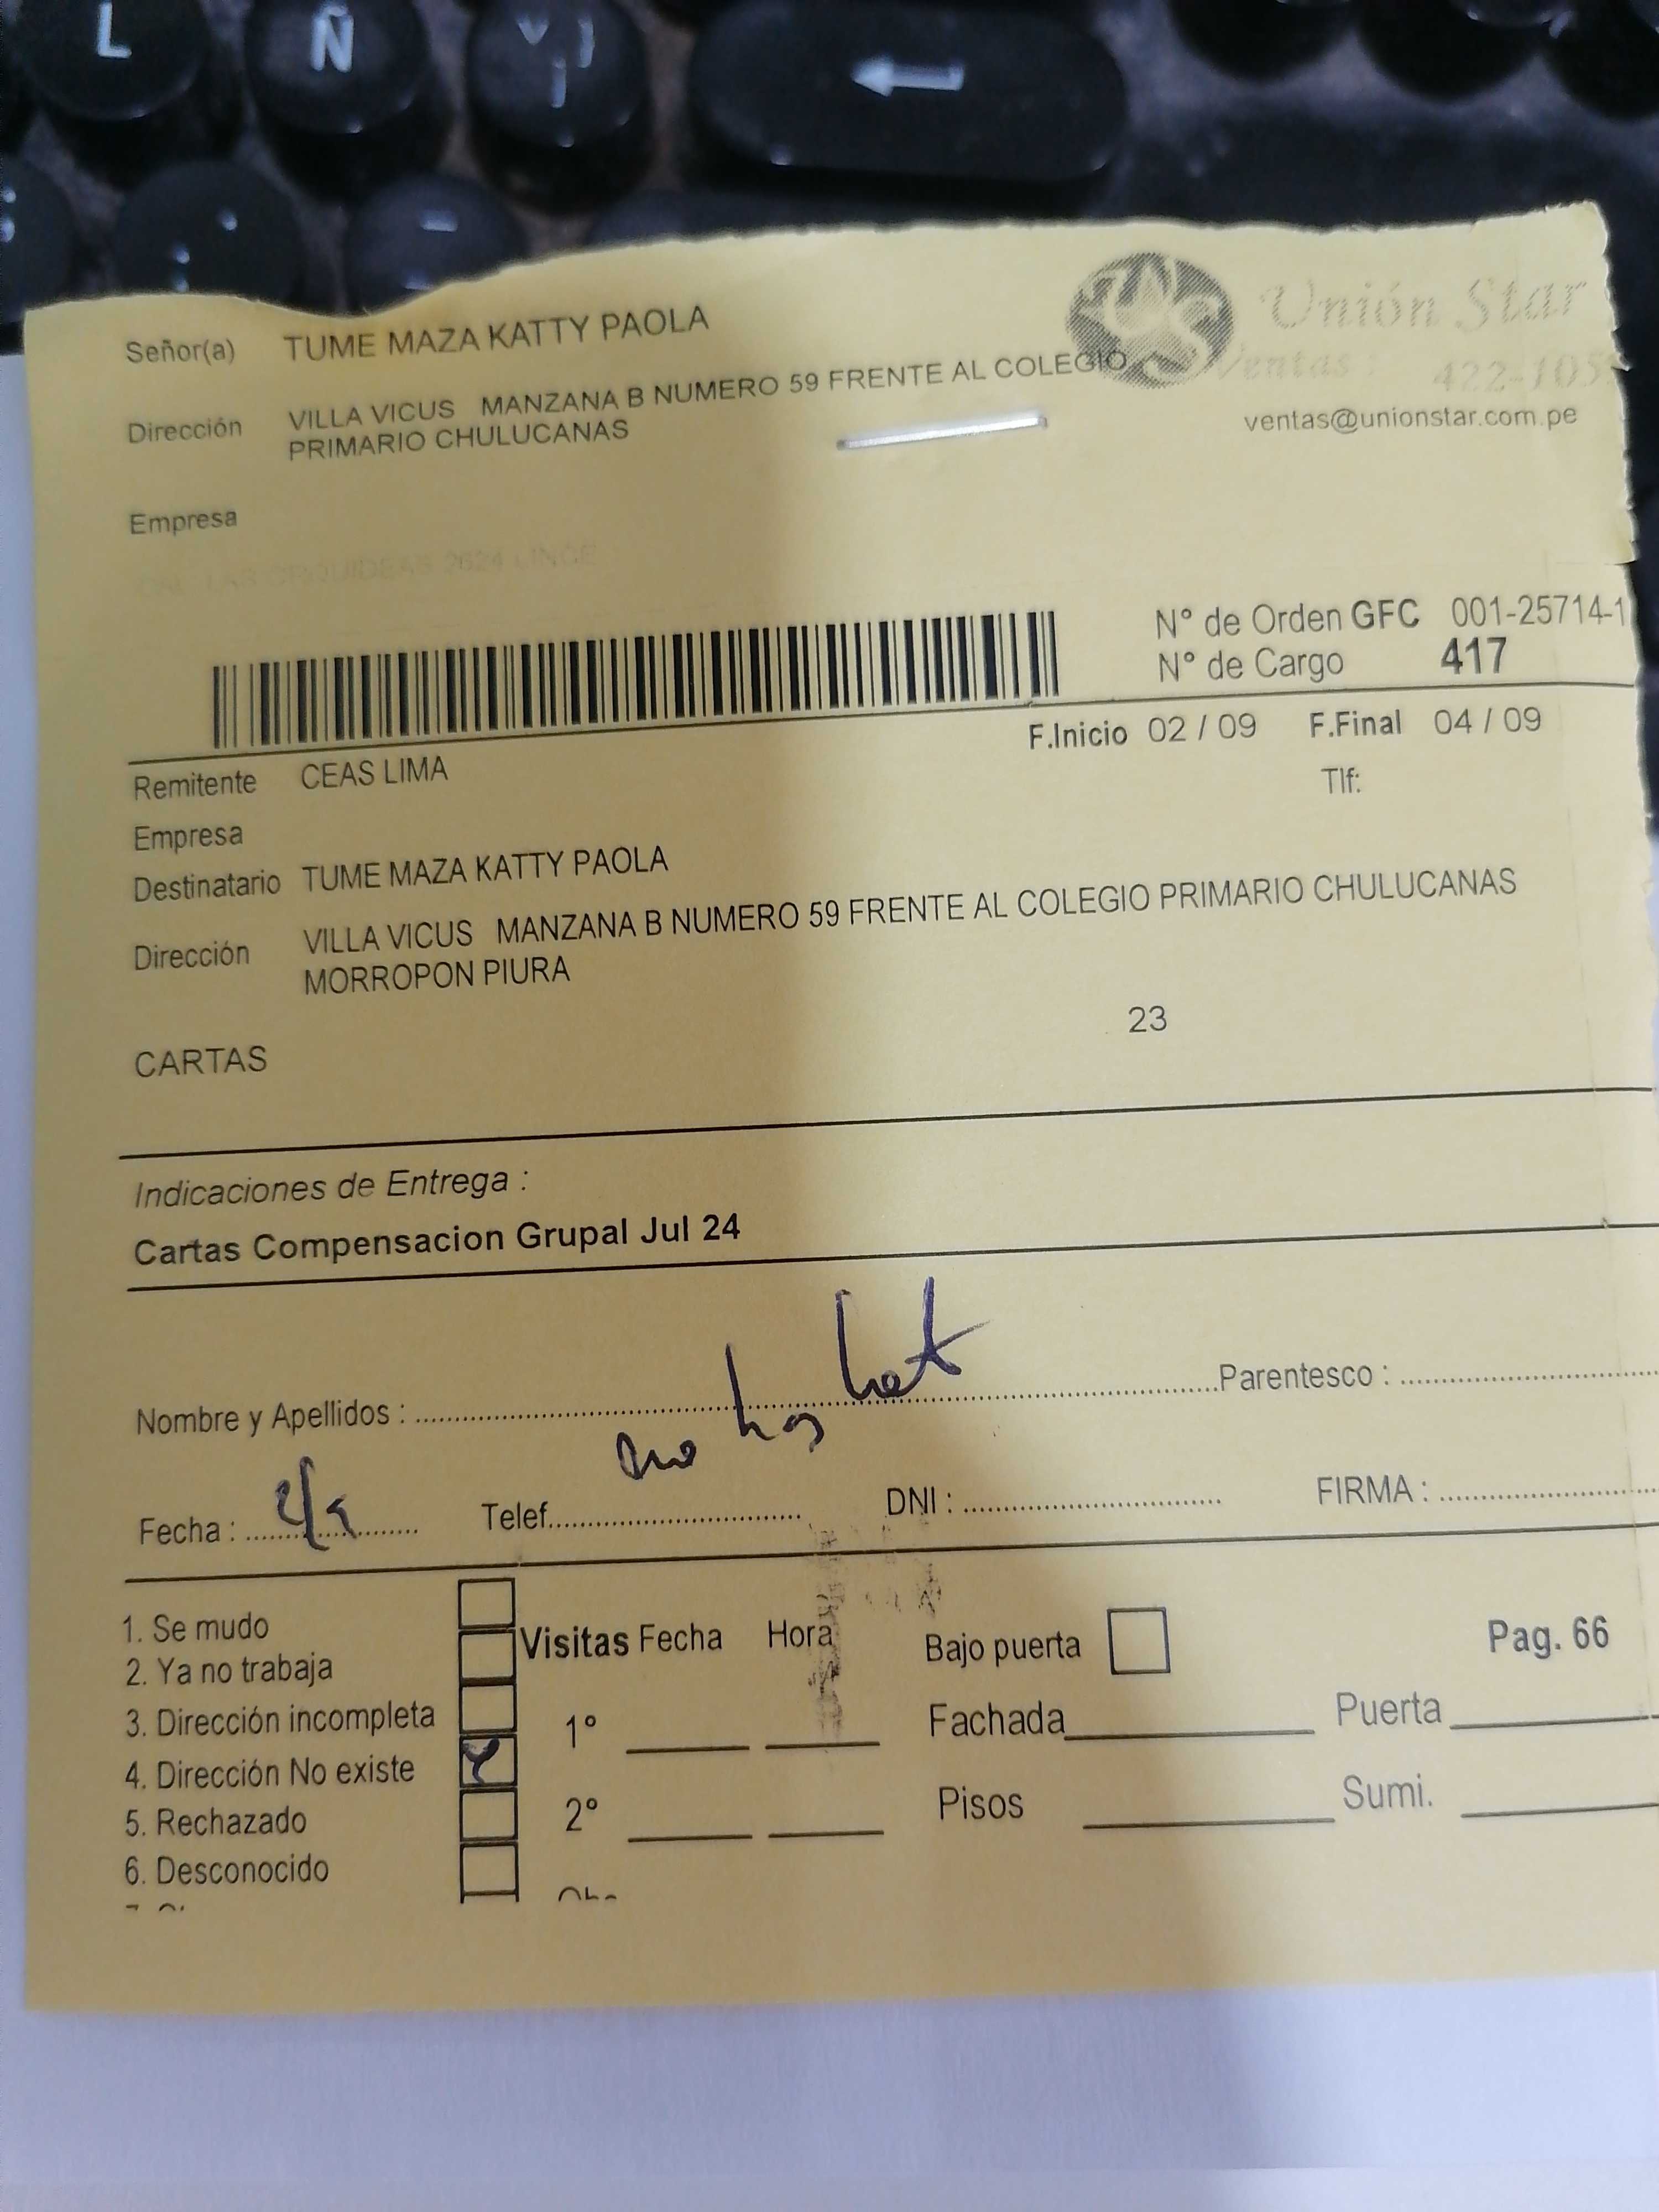 L Ñ
Señor(a) TUME MAZA KATTY PAOLA
Unión Star
Ventas : 422-105
ventas@unionstar.com.pe
Dirección VILLA VICUS MANZANA B NUMERO 59 FRENTE AL COLEGIO
PRIMARIO CHULUCANAS
Empresa
N° de Orden GFC 001-25714-1
N° de Cargo 417
F.Inicio 02 / 09 F.Final 04 / 09
Remitente CEAS LIMA Tlf:
Empresa
Destinatario TUME MAZA KATTY PAOLA
Dirección VILLA VICUS MANZANA B NUMERO 59 FRENTE AL COLEGIO PRIMARIO CHULUCANAS
MORROPON PIURA
23
CARTAS
Indicaciones de Entrega :
Cartas Compensacion Grupal Jul 24
Nombre y Apellidos : Parentesco :
no hay
Fecha : Telef. DNI : FIRMA :
1. Se mudo
2. Ya no trabaja
3. Dirección incompleta
4. Dirección No existe
5. Rechazado
6. Desconocido
Visitas Fecha Hora
1°
2°
Bajo puerta Pag. 66
Fachada Puerta
Pisos Sumi.